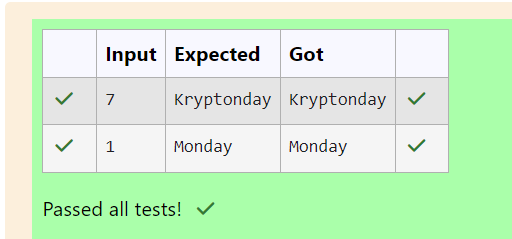 Input Expected Got
7 Kryptonday Kryptonday
1 Monday Monday
Passed all tests!